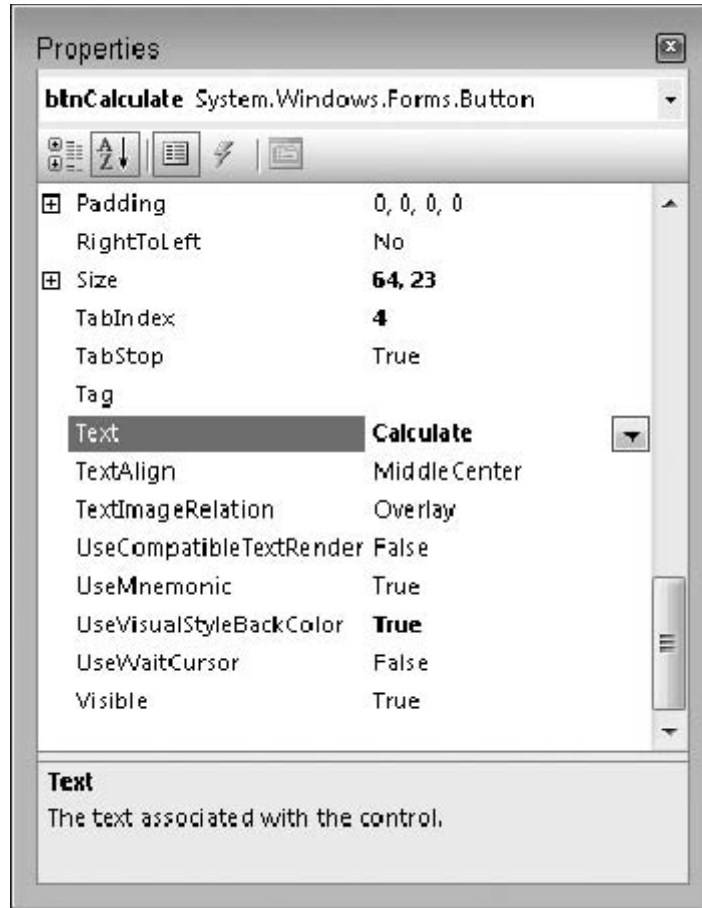 Properties
btnCalculate System.Windows.Forms.Button
Padding 0, 0, 0, 0
RightToLeft No
Size 64, 23
TabIndex 4
TabStop True
Tag
Text Calculate
TextAlign MiddleCenter
TextImageRelation Overlay
UseCompatibleTextRender False
UseMnemonic True
UseVisualStyleBackColor True
UseWaitCursor False
Visible True
Text
The text associated with the control.